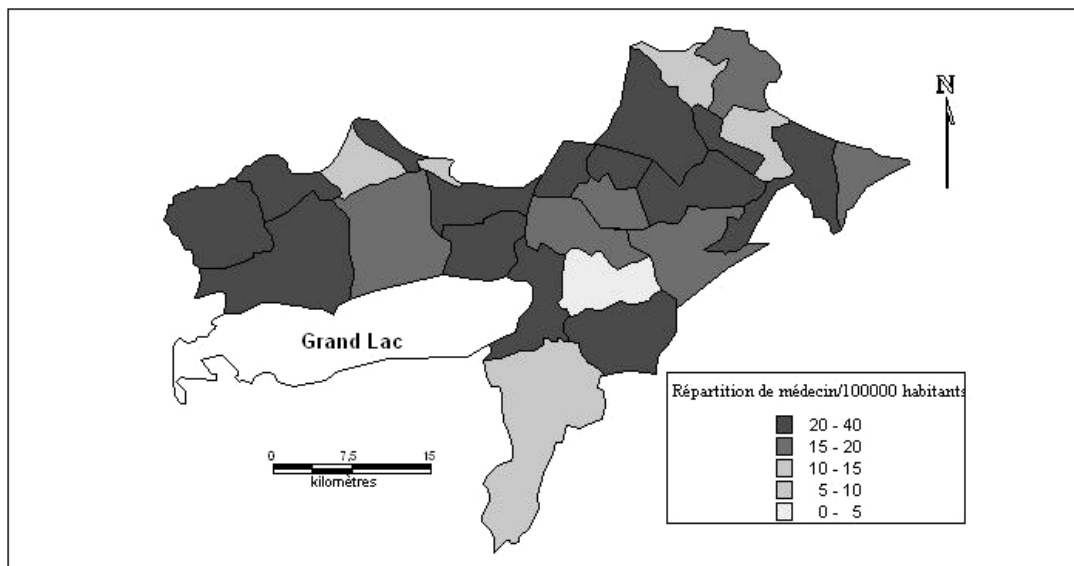 N
Grand Lac
Répartition de médecin/100000 habitants
20 - 40
15 - 20
10 - 15
5 - 10
0 - 5
0 7,5 15
kilomètres